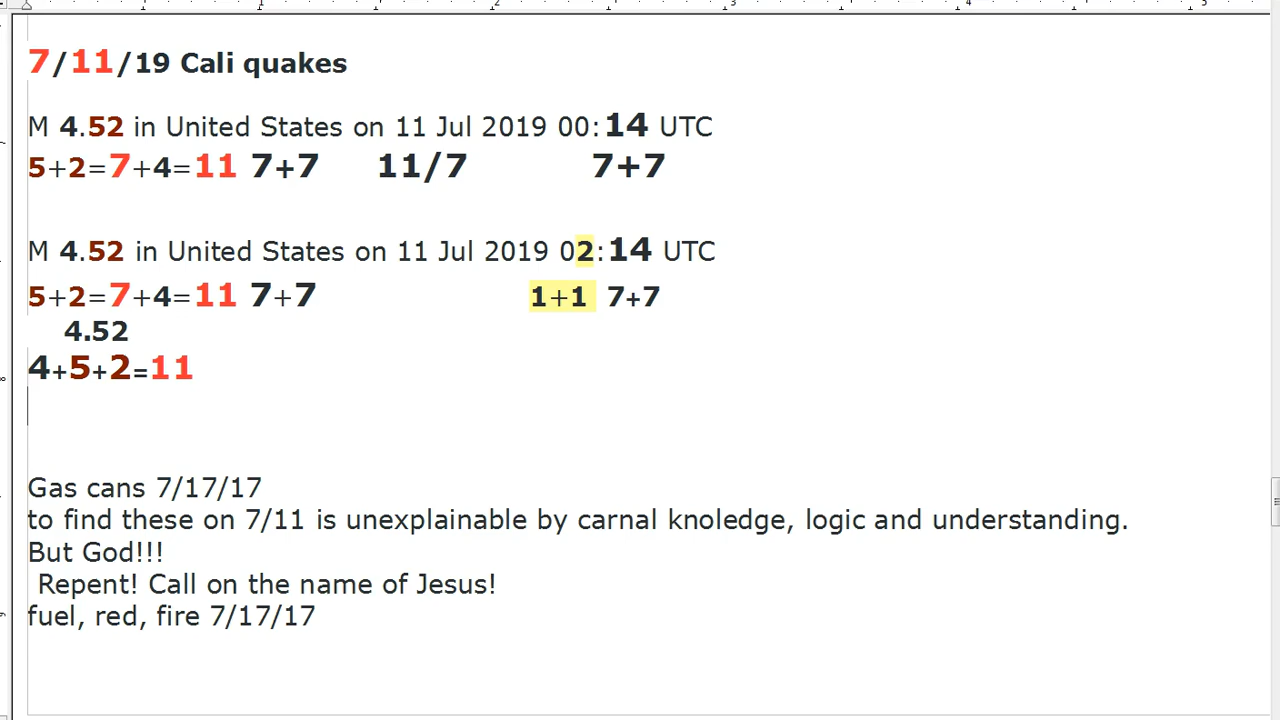 7/11/19 Cali quakes
M 4.52 in United States on 11 Jul 2019 00:14 UTC
5+2=7+4=11 7+7 11/7 7+7
M 4.52 in United States on 11 Jul 2019 02:14 UTC
5+2=7+4=11 7+7 1+1 7+7
4.52
4+5+2=11
Gas cans 7/17/17
to find these on 7/11 is unexplainable by carnal knoledge, logic and understanding.
But God!!!
Repent! Call on the name of Jesus!
fuel, red, fire 7/17/17